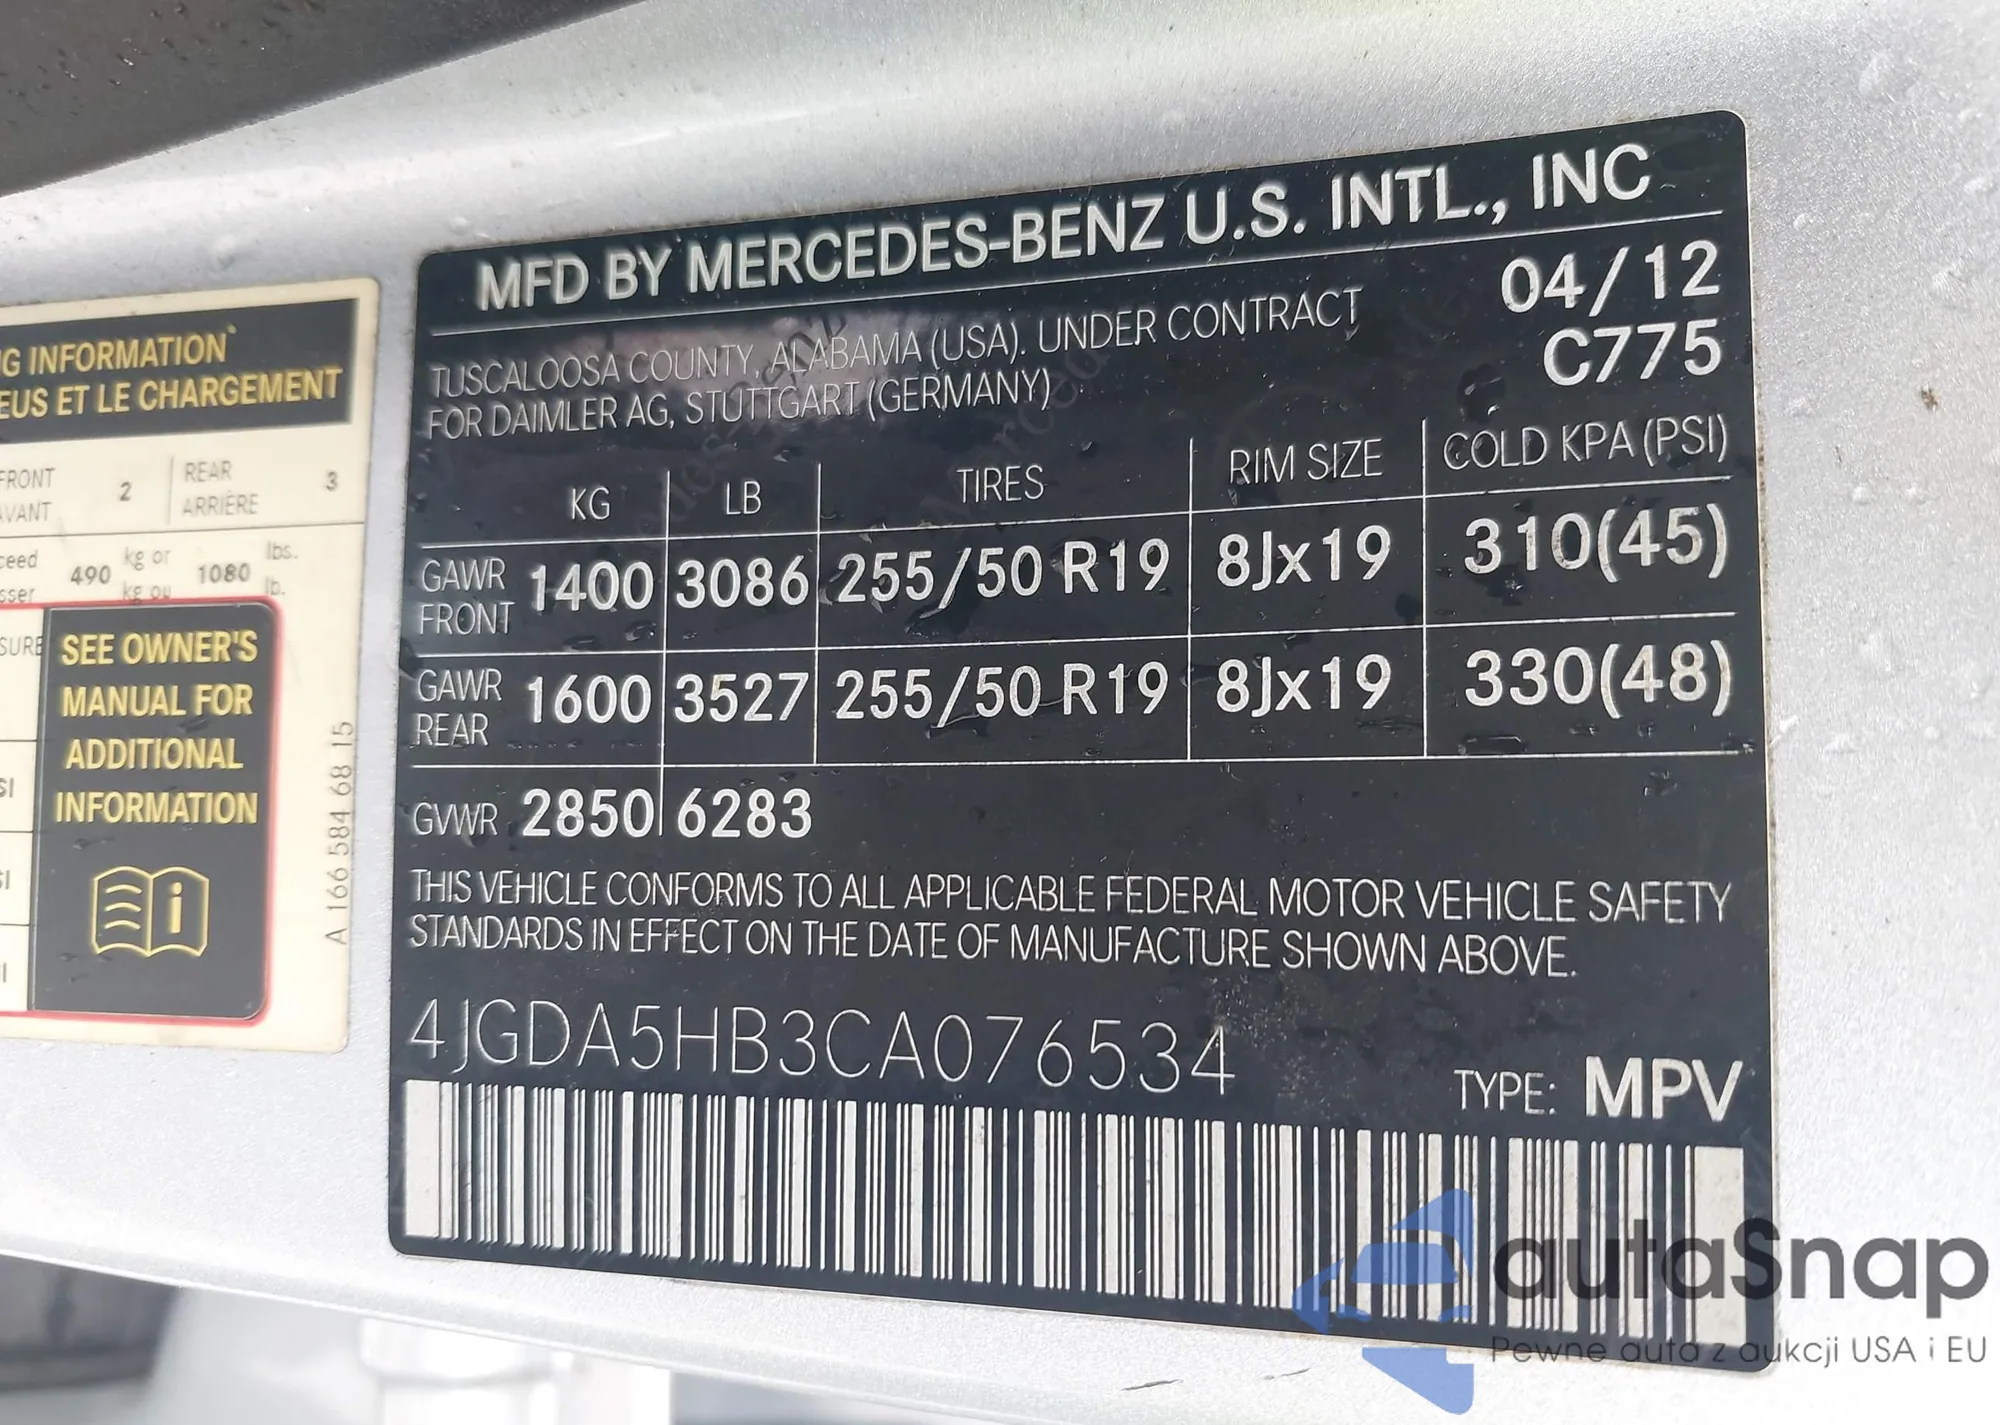 NG INFORMATION
EUS ET LE CHARGEMENT
FRONT
AVANT
2
REAR
ARRIÈRE
3
kg or
kg ou
490
1080
lbs.
lb.
SEE OWNER'S
MANUAL FOR
ADDITIONAL
INFORMATION
A 166 584 68 15
MFD BY MERCEDES-BENZ U.S. INTL., INC
TUSCALOOSA COUNTY, ALABAMA (USA). UNDER CONTRACT
FOR DAIMLER AG, STUTTGART (GERMANY)
04/12
C775
KG LB TIRES RIM SIZE COLD KPA (PSI)
GAWR
FRONT
1400 3086 255/50 R19 8Jx19 310(45)
GAWR
REAR
1600 3527 255/50 R19 8Jx19 330(48)
GVWR 2850 6283
THIS VEHICLE CONFORMS TO ALL APPLICABLE FEDERAL MOTOR VEHICLE SAFETY
STANDARDS IN EFFECT ON THE DATE OF MANUFACTURE SHOWN ABOVE.
4JGDA5HB3CA076534
TYPE: MPV
autaSnap
Pewne auta z aukcji USA i EU